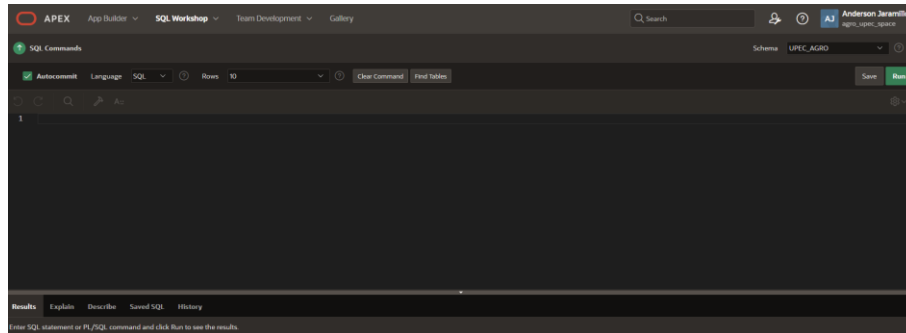 APEX App Builder SQL Workshop Team Development Gallery Search AJ Anderson Jaramillo
agro_upec_space
SQL Commands Schema UPEC_AGRO
Autocommit Language SQL Rows 10 Clear Command Find Tables Save Run
1
Results Explain Describe Saved SQL History
Enter SQL statement or PL/SQL command and click Run to see the results.